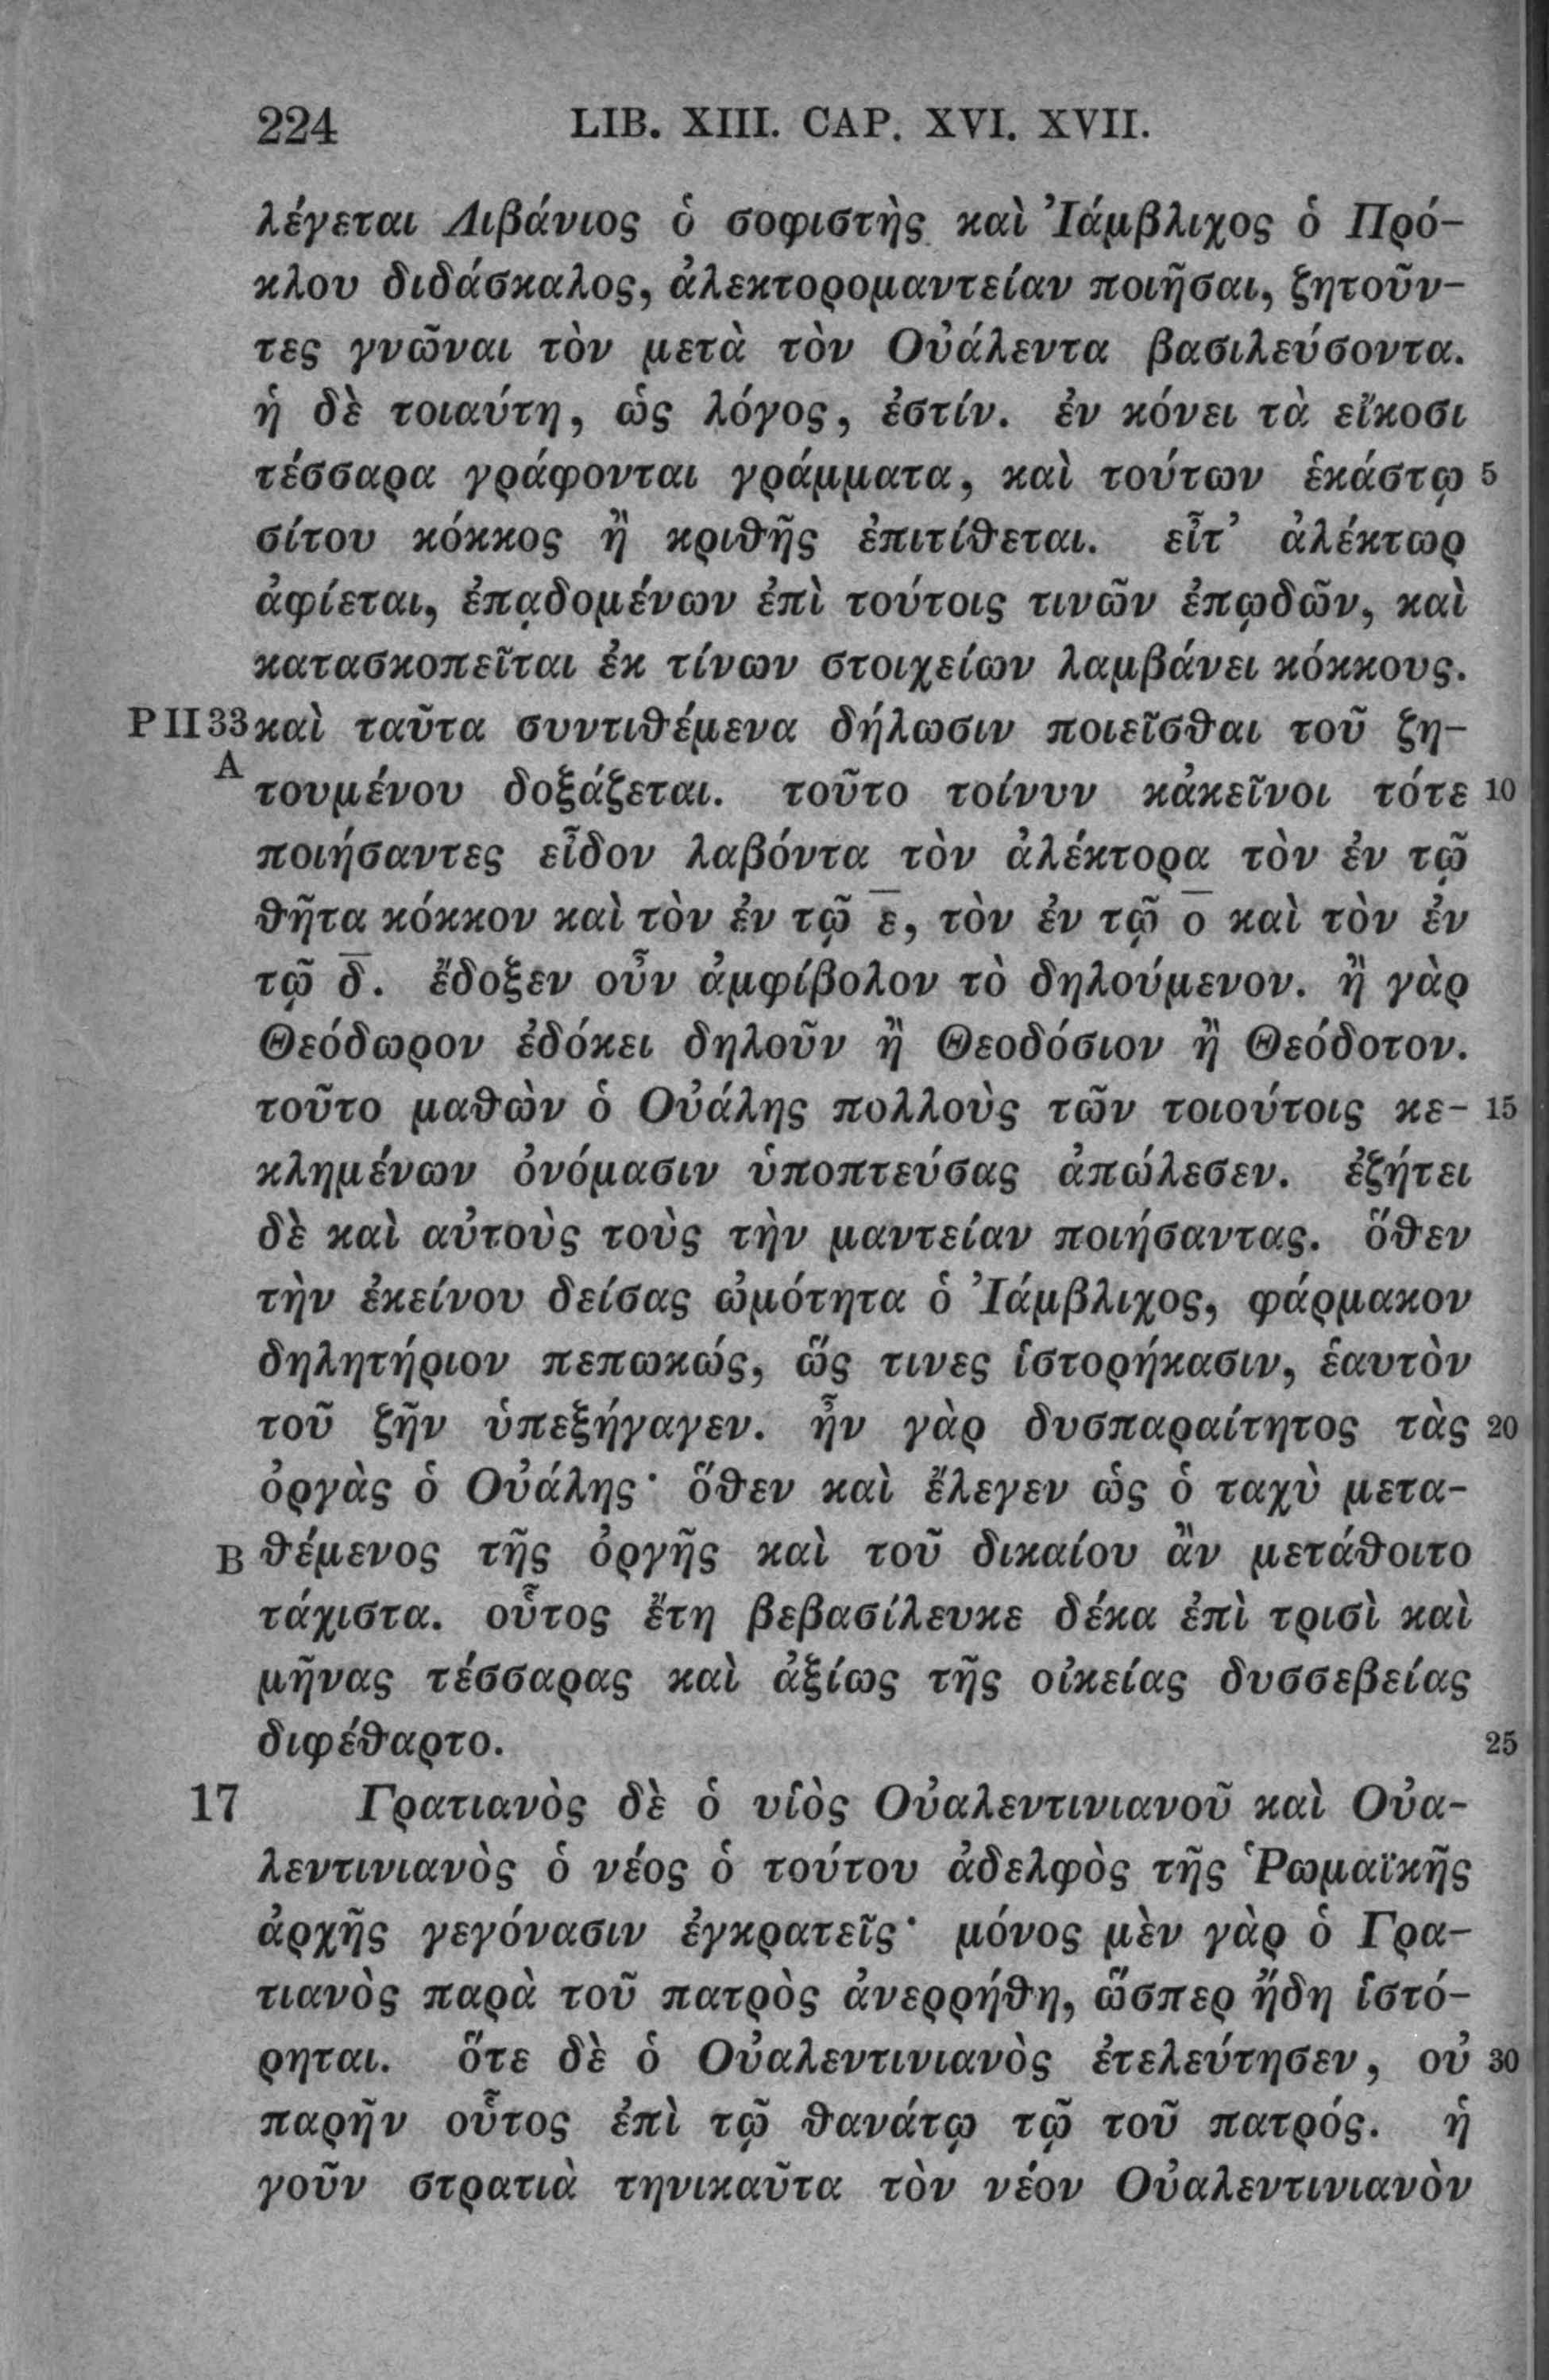 224 LIB. XIII. CAP. XVI. XVII.
λέγεται Λιβάνιος ὁ σοφιστὴς καὶ Ἰάμβλιχος ὁ Πρό-
κλου διδάσκαλος, ἀλεκτορομαντείαν ποιῆσαι, ζητοῦν-
τες γνῶναι τὸν μετὰ τὸν Οὐάλεντα βασιλεύσοντα.
ἡ δὲ τοιαύτη, ὡς λόγος, ἐστίν. ἐν κόνει τὰ εἴκοσι
τέσσαρα γράφονται γράμματα, καὶ τούτων ἑκάστῳ 5
σίτου κόκκος ἢ κριθῆς ἐπιτίθεται. εἶτ’ ἀλέκτωρ
ἀφίεται, ἐπᾳδομένων ἐπὶ τούτοις τινῶν ἐπῳδῶν, καὶ
κατασκοπεῖται ἐκ τίνων στοιχείων λαμβάνει κόκκους.
P II 33 καὶ ταῦτα συντιθέμενα δήλωσιν ποιεῖσθαι τοῦ ζη-
A τουμένου δοξάζεται. τοῦτο τοίνυν κἀκεῖνοι τότε 10
ποιήσαντες εἶδον λαβόντα τὸν ἀλέκτορα τὸν ἐν τῷ
θῆτα κόκκον καὶ τὸν ἐν τῷ ε̅, τὸν ἐν τῷ ο̅ καὶ τὸν ἐν
τῷ δ̅. ἔδοξεν οὖν ἀμφίβολον τὸ δηλούμενον. ἢ γὰρ
Θεόδωρον ἐδόκει δηλοῦν ἢ Θεοδόσιον ἢ Θεόδοτον.
τοῦτο μαθὼν ὁ Οὐάλης πολλοὺς τῶν τοιούτοις κε- 15
κλημένων ὀνόμασιν ὑποπτεύσας ἀπώλεσεν. ἐζήτει
δὲ καὶ αὐτοὺς τοὺς τὴν μαντείαν ποιήσαντας. ὅθεν
τὴν ἐκείνου δείσας ὠμότητα ὁ Ἰάμβλιχος, φάρμακον
δηλητήριον πεπωκώς, ὥς τινες ἱστορήκασιν, ἑαυτὸν
τοῦ ζῆν ὑπεξήγαγεν. ἦν γὰρ δυσπαραίτητος τὰς 20
ὀργὰς ὁ Οὐάλης· ὅθεν καὶ ἔλεγεν ὡς ὁ ταχὺ μετα-
B θέμενος τῆς ὀργῆς καὶ τοῦ δικαίου ἂν μετάθοιτο
τάχιστα. οὗτος ἔτη βεβασίλευκε δέκα ἐπὶ τρισὶ καὶ
μῆνας τέσσαρας καὶ ἀξίως τῆς οἰκείας δυσσεβείας
διφέθαρτο. 25
17 Γρατιανὸς δὲ ὁ υἱὸς Οὐαλεντινιανοῦ καὶ Οὐα-
λεντινιανὸς ὁ νέος ὁ τούτου ἀδελφὸς τῆς Ῥωμαϊκῆς
ἀρχῆς γεγόνασιν ἐγκρατεῖς· μόνος μὲν γὰρ ὁ Γρα-
τιανὸς παρὰ τοῦ πατρὸς ἀνερρήθη, ὥσπερ ἤδη ἱστό-
ρηται. ὅτε δὲ ὁ Οὐαλεντινιανὸς ἐτελεύτησεν, οὐ 30
παρῆν οὗτος ἐπὶ τῷ θανάτῳ τῷ τοῦ πατρός. ἡ
γοῦν στρατιὰ τηνικαῦτα τὸν νέον Οὐαλεντινιανὸν